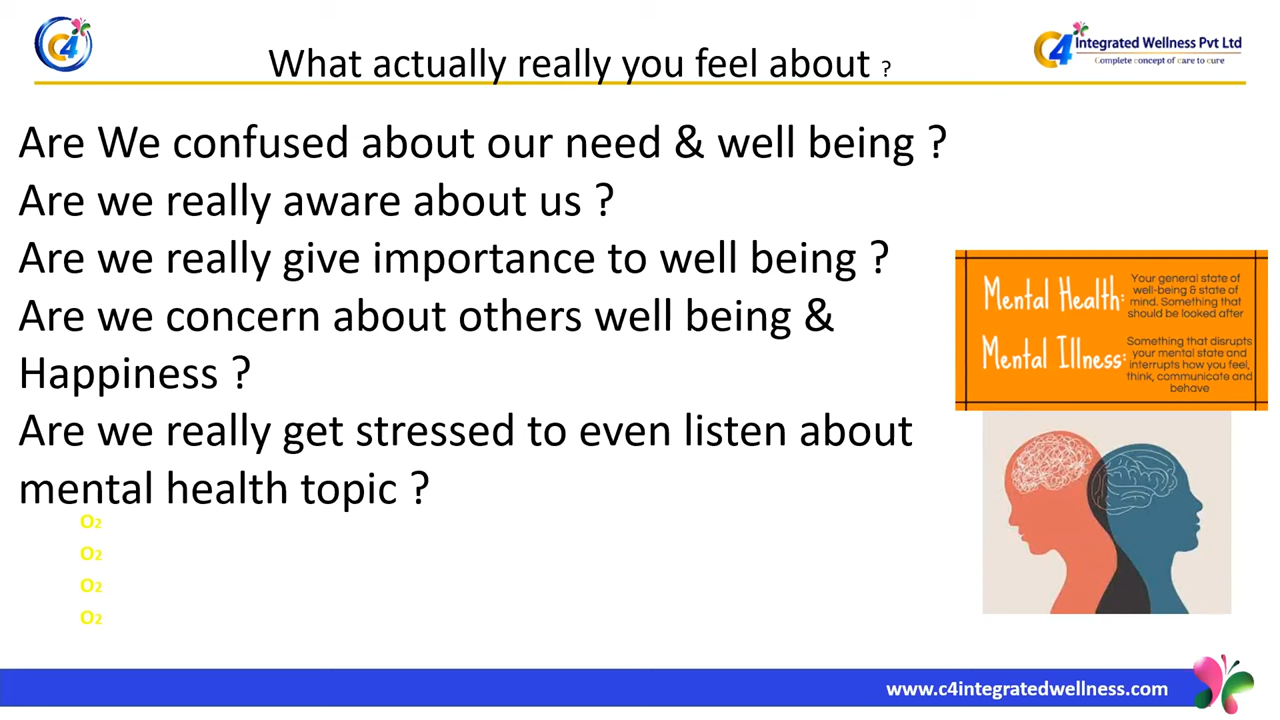 C4
What actually really you feel about ?
C4 Integrated Wellness Pvt Ltd
Complete concept of care to cure
Are We confused about our need & well being ?
Are we really aware about us ?
Are we really give importance to well being ?
Are we concern about others well being &
Happiness ?
Are we really get stressed to even listen about
mental health topic ?
O2
O2
O2
O2
Mental Health:
Your general state of
well-being & state of
mind. Something that
should be looked after
Mental Illness:
Something that disrupts
your mental state and
interrupts how you feel,
think, communicate and
behave
www.c4integratedwellness.com